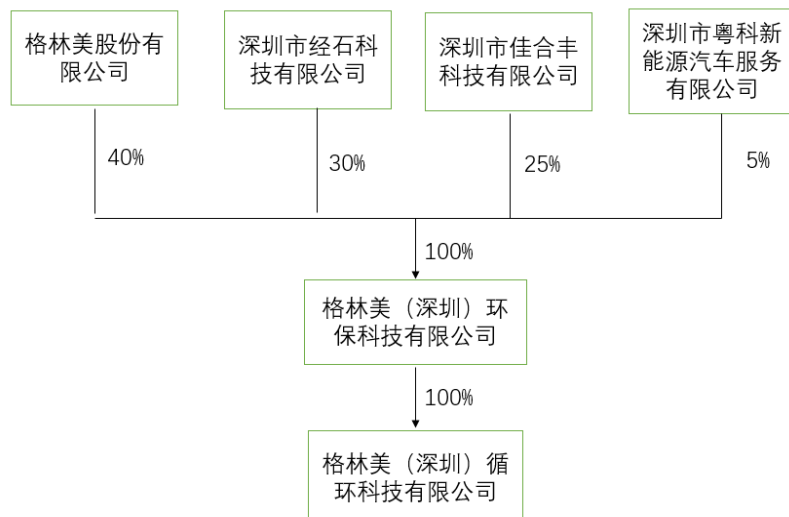 格林美股份有
限公司
深圳市经石科
技有限公司
深圳市佳合丰
科技有限公司
深圳市粤科新
能源汽车服务
有限公司
40%
30%
25%
5%
100%
格林美（深圳）环
保科技有限公司
100%
格林美（深圳）循
环科技有限公司